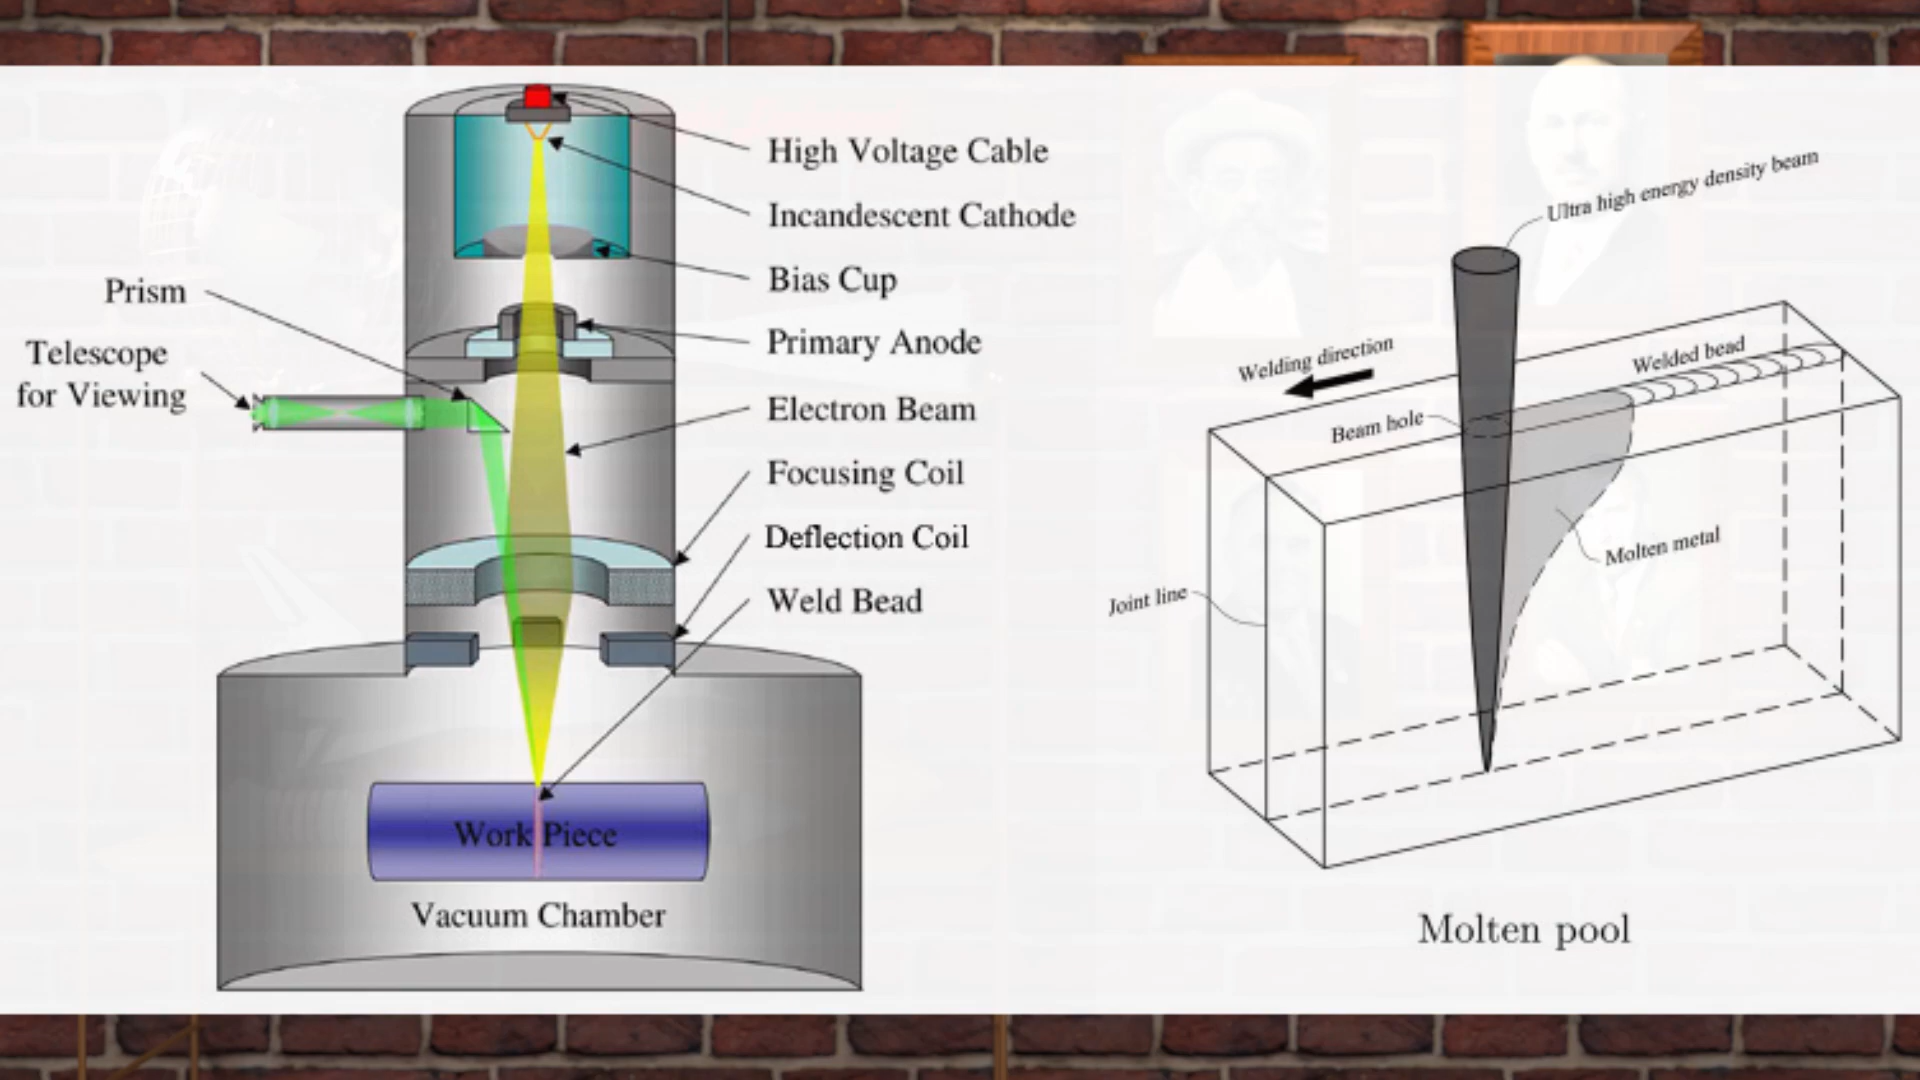 High Voltage Cable
Incandescent Cathode
Bias Cup
Prism
Primary Anode
Telescope
for Viewing
Electron Beam
Focusing Coil
Deflection Coil
Weld Bead
Work Piece
Vacuum Chamber
Ultra high energy density beam
Welding direction
Welded bead
Beam hole
Molten metal
Joint line
Molten pool